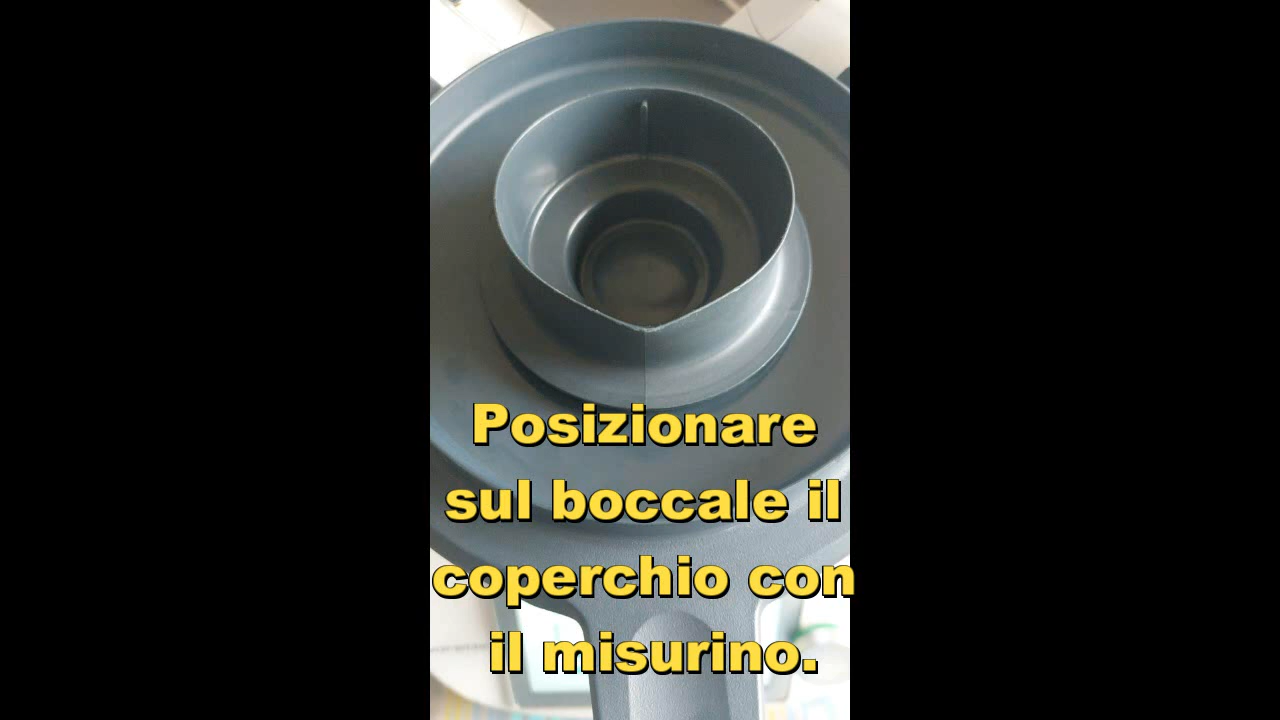 Posizionare
sul boccale il
coperchio con
il misurino.